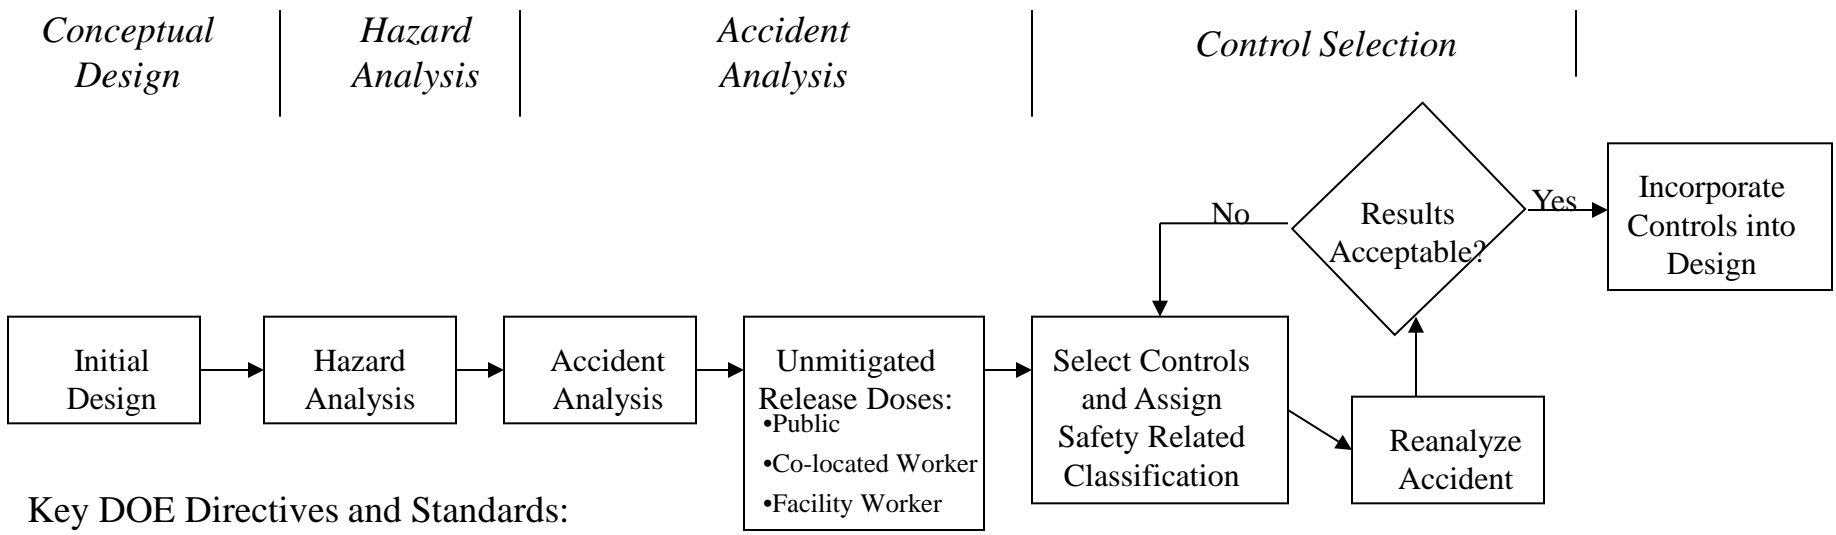 Conceptual
Design
Hazard
Analysis
Accident
Analysis
Control Selection
Initial
Design
Hazard
Analysis
Accident
Analysis
Unmitigated
Release Doses:
•Public
•Co-located Worker
•Facility Worker
Select Controls
and Assign
Safety Related
Classification
Reanalyze
Accident
Results
Acceptable?
No
Yes
Incorporate
Controls into
Design
Key DOE Directives and Standards: